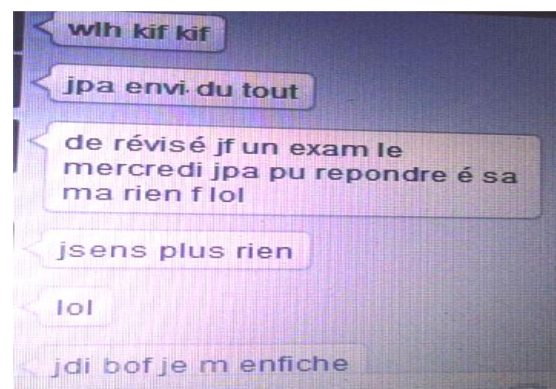 wlh kif kif
jpa envi du tout
de révisé jf un exam le
mercredi jpa pu repondre é sa
ma rien f lol
jsens plus rien
lol
jdi bof je m enfiche